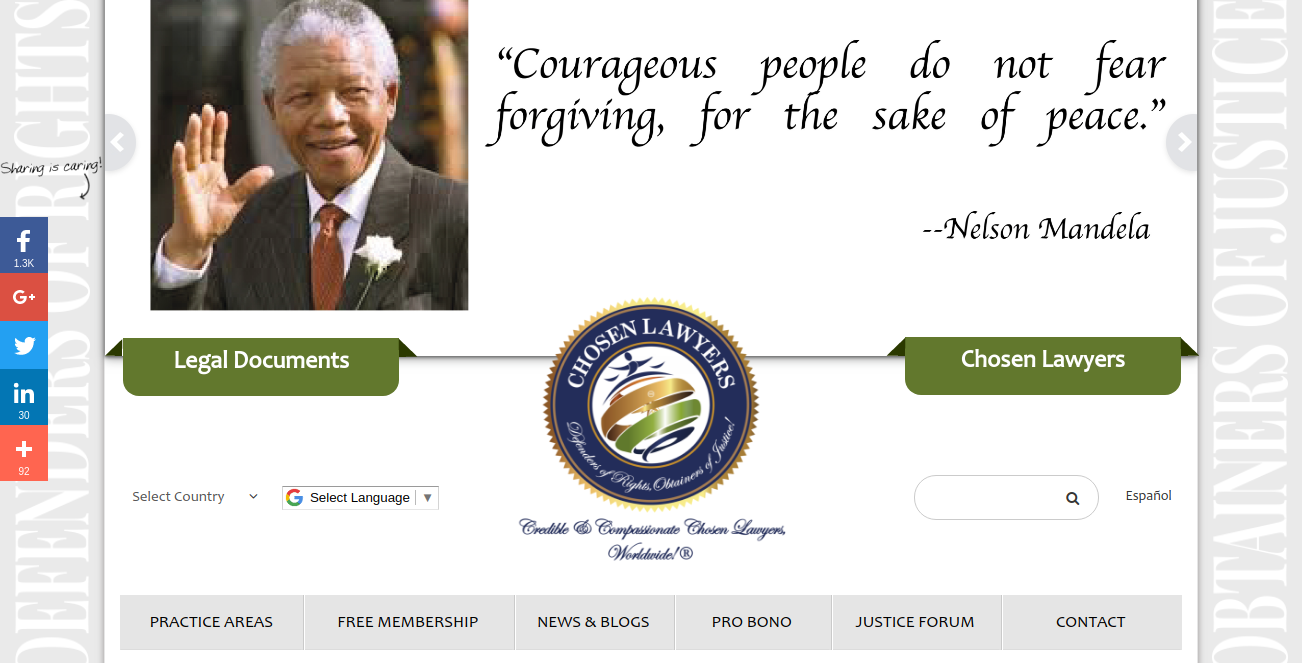 “Courageous people do not fear
forgiving, for the sake of peace.”
--Nelson Mandela
Sharing is caring!
1.3K
G+
in
30
92
DEFENDERS OF RIGHTS
OBTAINERS OF JUSTICE
Legal Documents
CHOSEN LAWYERS
Defenders of Rights, Obtainers of Justice!
Chosen Lawyers
Select Country
G Select Language ▼
Español
Credible & Compassionate Chosen Lawyers,
Worldwide!®
PRACTICE AREAS
FREE MEMBERSHIP
NEWS & BLOGS
PRO BONO
JUSTICE FORUM
CONTACT